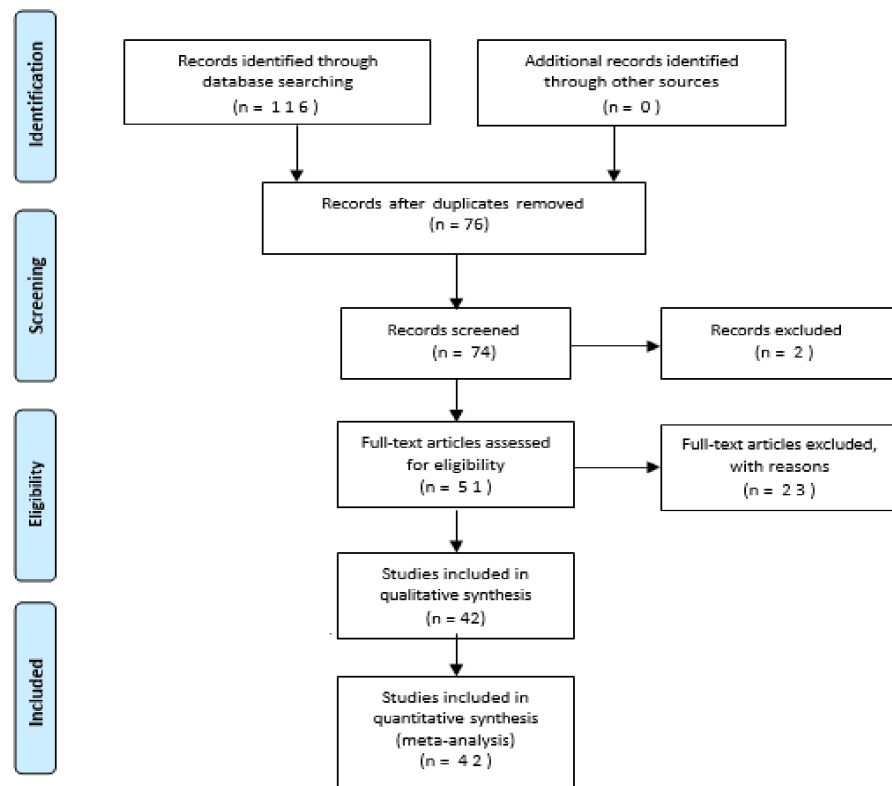 Identification
Records identified through
database searching
(n = 1 1 6 )
Additional records identified
through other sources
(n = 0 )
Records after duplicates removed
(n = 76)
Screening
Records screened
(n = 74)
Records excluded
(n = 2 )
Eligibility
Full-text articles assessed
for eligibility
(n = 5 1 )
Full-text articles excluded,
with reasons
(n = 2 3 )
Studies included in
qualitative synthesis
(n = 42)
Included
Studies included in
quantitative synthesis
(meta-analysis)
(n = 4 2 )